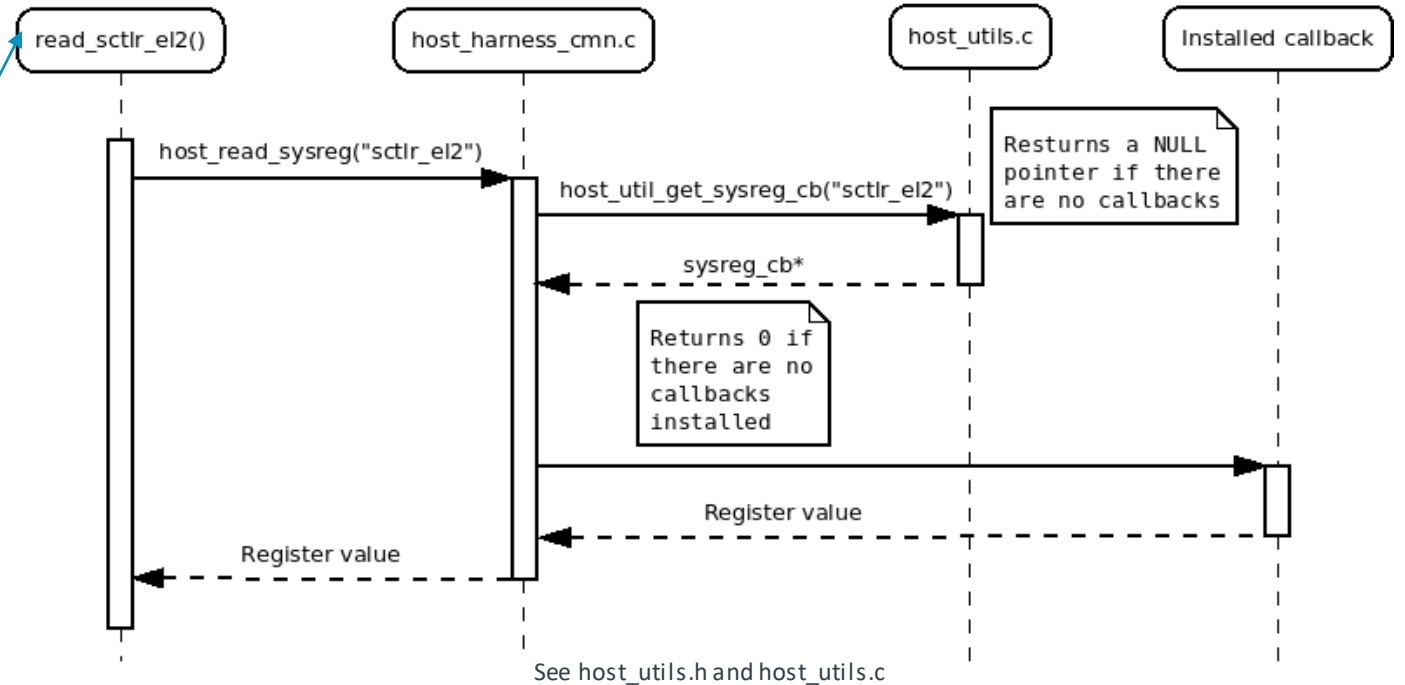 read_sctlr_el2()
host_harness_cmn.c
host_utils.c
Installed callback
host_read_sysreg("sctlr_el2")
host_util_get_sysreg_cb("sctlr_el2")
Resturns a NULL
pointer if there
are no callbacks
sysreg_cb*
Returns 0 if
there are no
callbacks
installed
Register value
Register value
See host_utils.h and host_utils.c